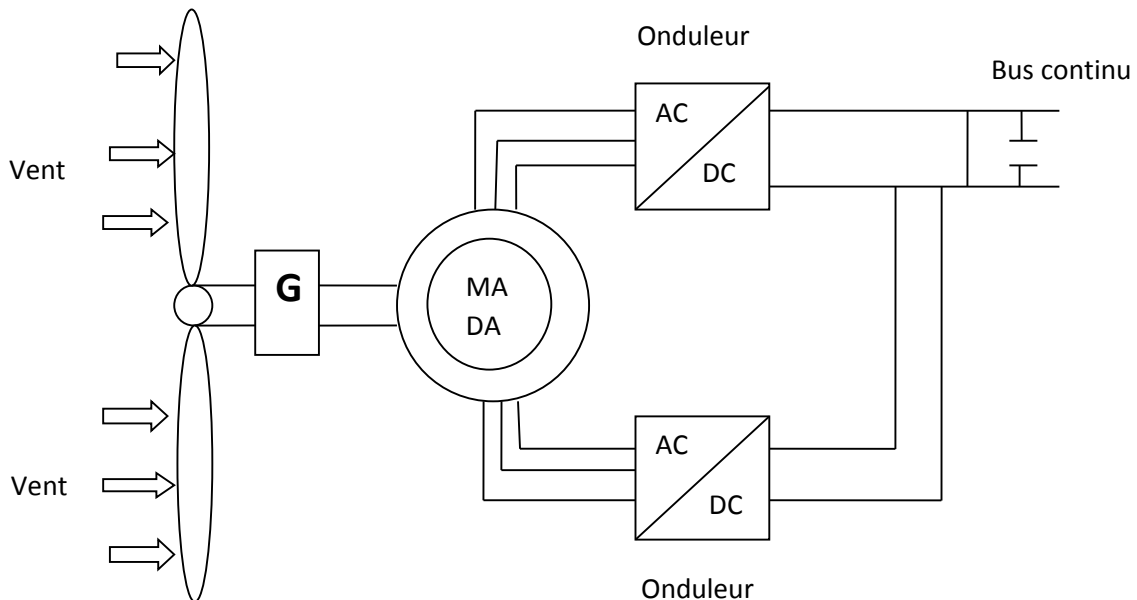 Onduleur
Bus continu
AC
DC
Vent
G
MA
DA
AC
DC
Vent
Onduleur